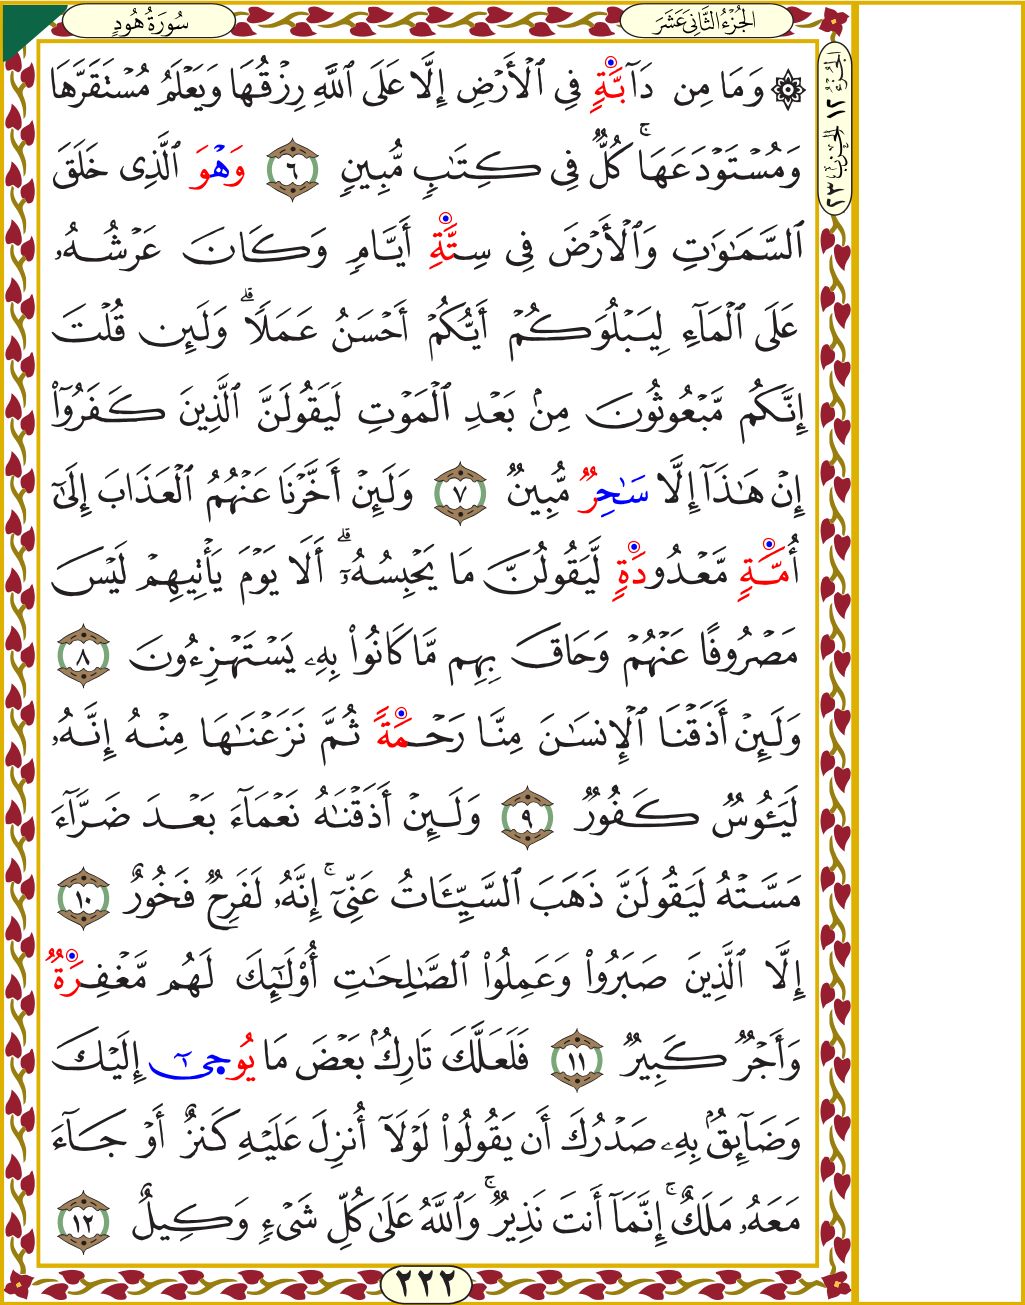 سُورَةُ هُودٍ
الجُزْءُ الثَّانِي عَشَرَ
الجزء ١٢ الحزب ٢٣
۞ وَمَا مِن دَآبَّةٍ فِي ٱلْأَرْضِ إِلَّا عَلَى ٱللَّهِ رِزْقُهَا وَيَعْلَمُ مُسْتَقَرَّهَا
وَمُسْتَوْدَعَهَا ۚ كُلٌّ فِي كِتَٰبٍ مُّبِينٍ ٦ وَهْوَ ٱلَّذِي خَلَقَ
ٱلسَّمَٰوَٰتِ وَٱلْأَرْضَ فِي سِتَّةِ أَيَّامٍ وَكَانَ عَرْشُهُۥ
عَلَى ٱلْمَآءِ لِيَبْلُوَكُمْ أَيُّكُمْ أَحْسَنُ عَمَلًا ۗ وَلَئِن قُلْتَ
إِنَّكُم مَّبْعُوثُونَ مِنۢ بَعْدِ ٱلْمَوْتِ لَيَقُولَنَّ ٱلَّذِينَ كَفَرُوٓا۟
إِنْ هَٰذَآ إِلَّا سَٰحِرٌ مُّبِينٌ ٧ وَلَئِنْ أَخَّرْنَا عَنْهُمُ ٱلْعَذَابَ إِلَىٰٓ
أُمَّةٍ مَّعْدُودَةٍ لَّيَقُولُنَّ مَا يَحْبِسُهُۥٓ ۗ أَلَا يَوْمَ يَأْتِيهِمْ لَيْسَ
مَصْرُوفًا عَنْهُمْ وَحَاقَ بِهِم مَّا كَانُوا۟ بِهِۦ يَسْتَهْزِءُونَ ٨
وَلَئِنْ أَذَقْنَا ٱلْإِنسَٰنَ مِنَّا رَحْمَةً ثُمَّ نَزَعْنَٰهَا مِنْهُ إِنَّهُۥ
لَيَـُٔوسٌ كَفُورٌ ٩ وَلَئِنْ أَذَقْنَٰهُ نَعْمَآءَ بَعْدَ ضَرَّآءَ
مَسَّتْهُ لَيَقُولَنَّ ذَهَبَ ٱلسَّيِّـَٔاتُ عَنِّيٓ ۚ إِنَّهُۥ لَفَرِحٌ فَخُورٌ ١٠
إِلَّا ٱلَّذِينَ صَبَرُوا۟ وَعَمِلُوا۟ ٱلصَّٰلِحَٰتِ أُو۟لَٰٓئِكَ لَهُم مَّغْفِرَةٌ
وَأَجْرٌ كَبِيرٌ ١١ فَلَعَلَّكَ تَارِكٌۢ بَعْضَ مَا يُوحَىٰٓ إِلَيْكَ
وَضَآئِقٌۢ بِهِۦ صَدْرُكَ أَن يَقُولُوا۟ لَوْلَآ أُنزِلَ عَلَيْهِ كَنزٌ أَوْ جَآءَ
مَعَهُۥ مَلَكٌ ۚ إِنَّمَآ أَنتَ نَذِيرٌ ۚ وَٱللَّهُ عَلَىٰ كُلِّ شَيْءٍ وَكِيلٌ ١٢
٢٢٢